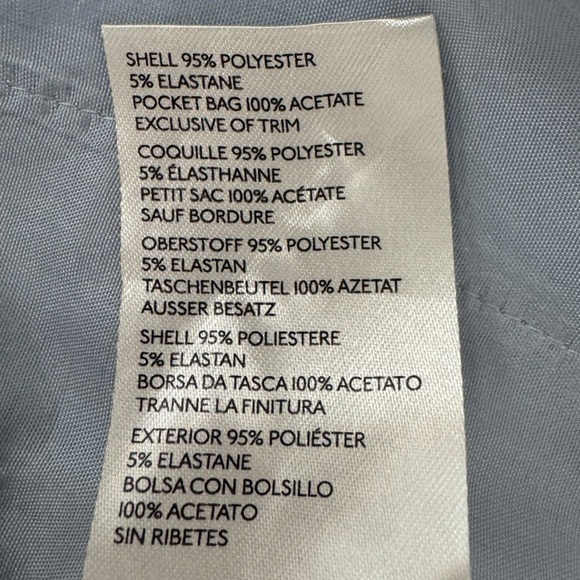 SHELL 95% POLYESTER
5% ELASTANE
POCKET BAG 100% ACETATE
EXCLUSIVE OF TRIM
COQUILLE 95% POLYESTER
5% ÉLASTHANNE
PETIT SAC 100% ACÉTATE
SAUF BORDURE
OBERSTOFF 95% POLYESTER
5% ELASTAN
TASCHENBEUTEL 100% AZETAT
AUSSER BESATZ
SHELL 95% POLIESTERE
5% ELASTAN
BORSA DA TASCA 100% ACETATO
TRANNE LA FINITURA
EXTERIOR 95% POLIÉSTER
5% ELASTANE
BOLSA CON BOLSILLO
100% ACETATO
SIN RIBETES